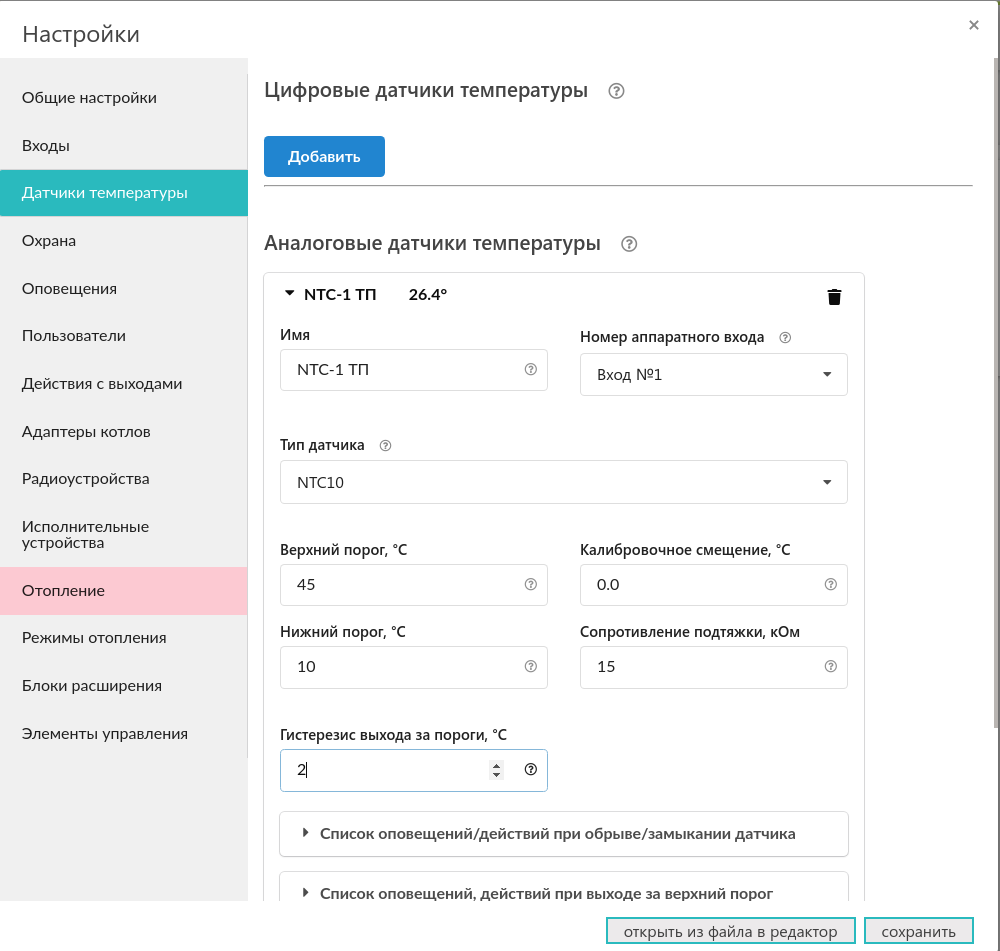 Настройки
×
Общие настройки
Входы
Датчики температуры
Охрана
Оповещения
Пользователи
Действия с выходами
Адаптеры котлов
Радиоустройства
Исполнительные
устройства
Отопление
Режимы отопления
Блоки расширения
Элементы управления
Цифровые датчики температуры ?
Добавить
Аналоговые датчики температуры ?
NTC-1 ТП 26.4°
Имя
NTC-1 ТП ?
Номер аппаратного входа ?
Вход №1
Тип датчика ?
NTC10
Верхний порог, °C
45 ?
Калибровочное смещение, °C
0.0 ?
Нижний порог, °C
10 ?
Сопротивление подтяжки, кОм
15 ?
Гистерезис выхода за пороги, °C
2 ?
Список оповещений/действий при обрыве/замыкании датчика
Список оповещений, действий при выходе за верхний порог
открыть из файла в редактор
сохранить